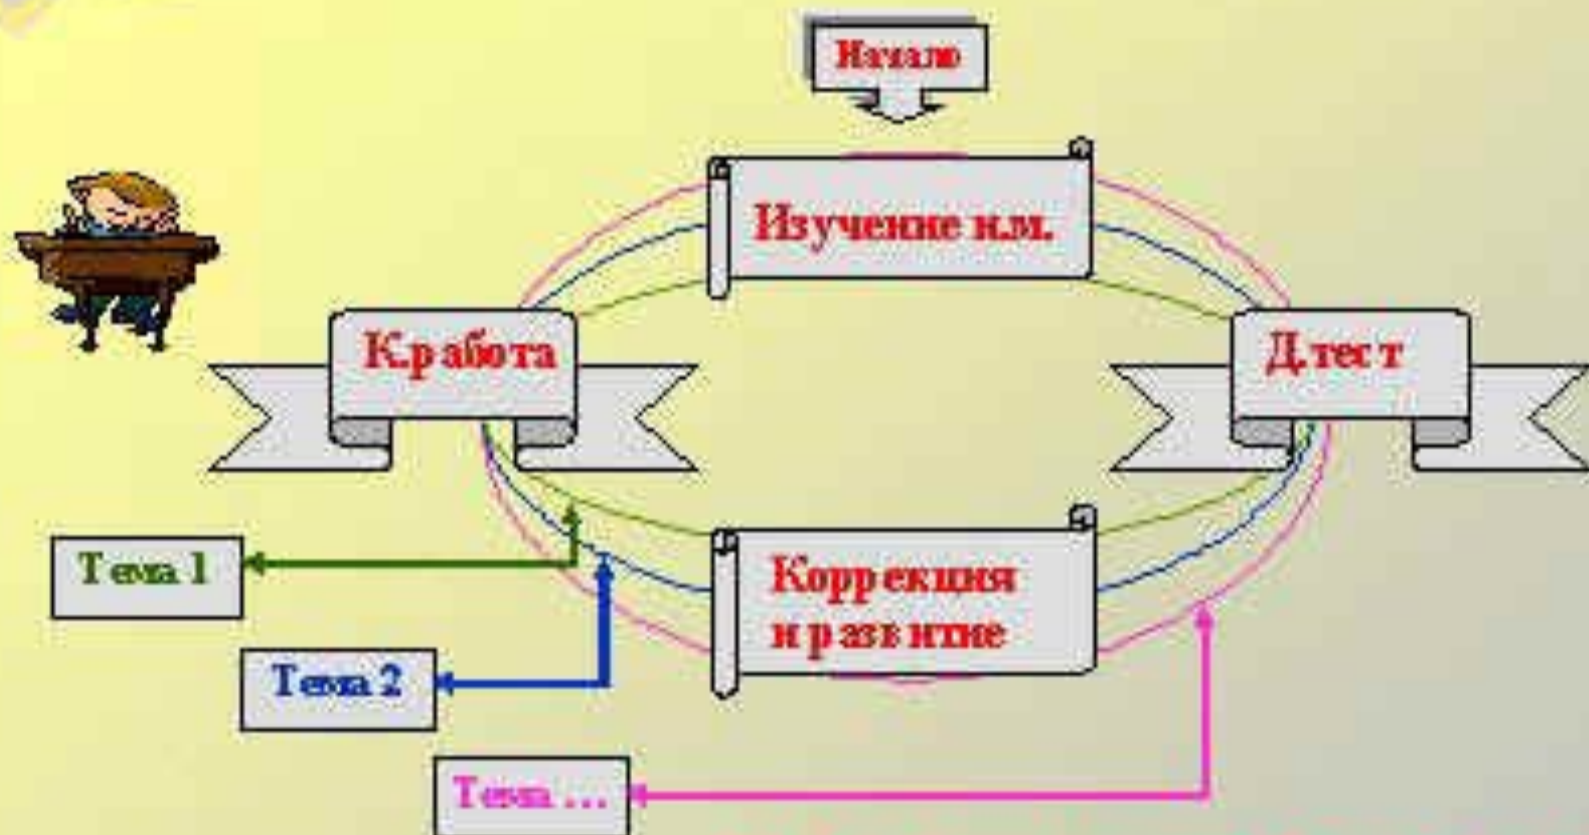 Начало
Изучение н.м.
К.работа
Д.тест
Коррекция
и развитие
Тема 1
Тема 2
Тема ...